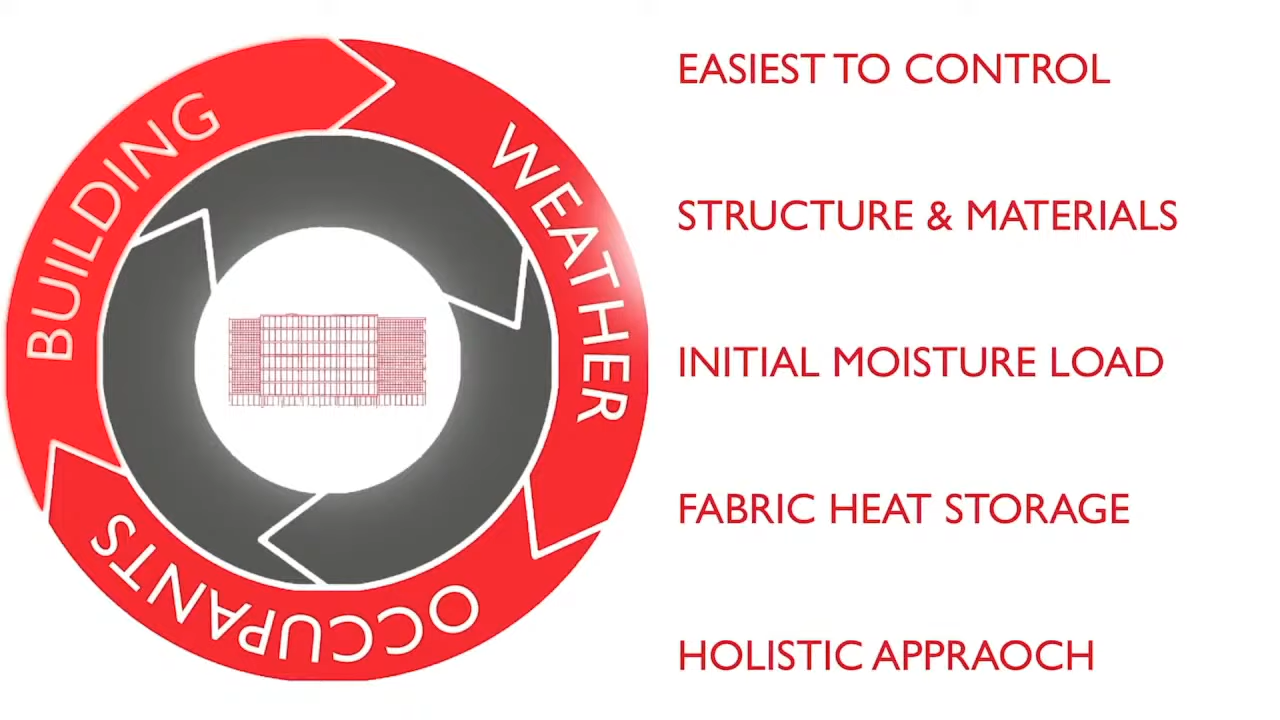 BUILDING
WEATHER
OCCUPANTS
EASIEST TO CONTROL
STRUCTURE & MATERIALS
INITIAL MOISTURE LOAD
FABRIC HEAT STORAGE
HOLISTIC APPRAOCH